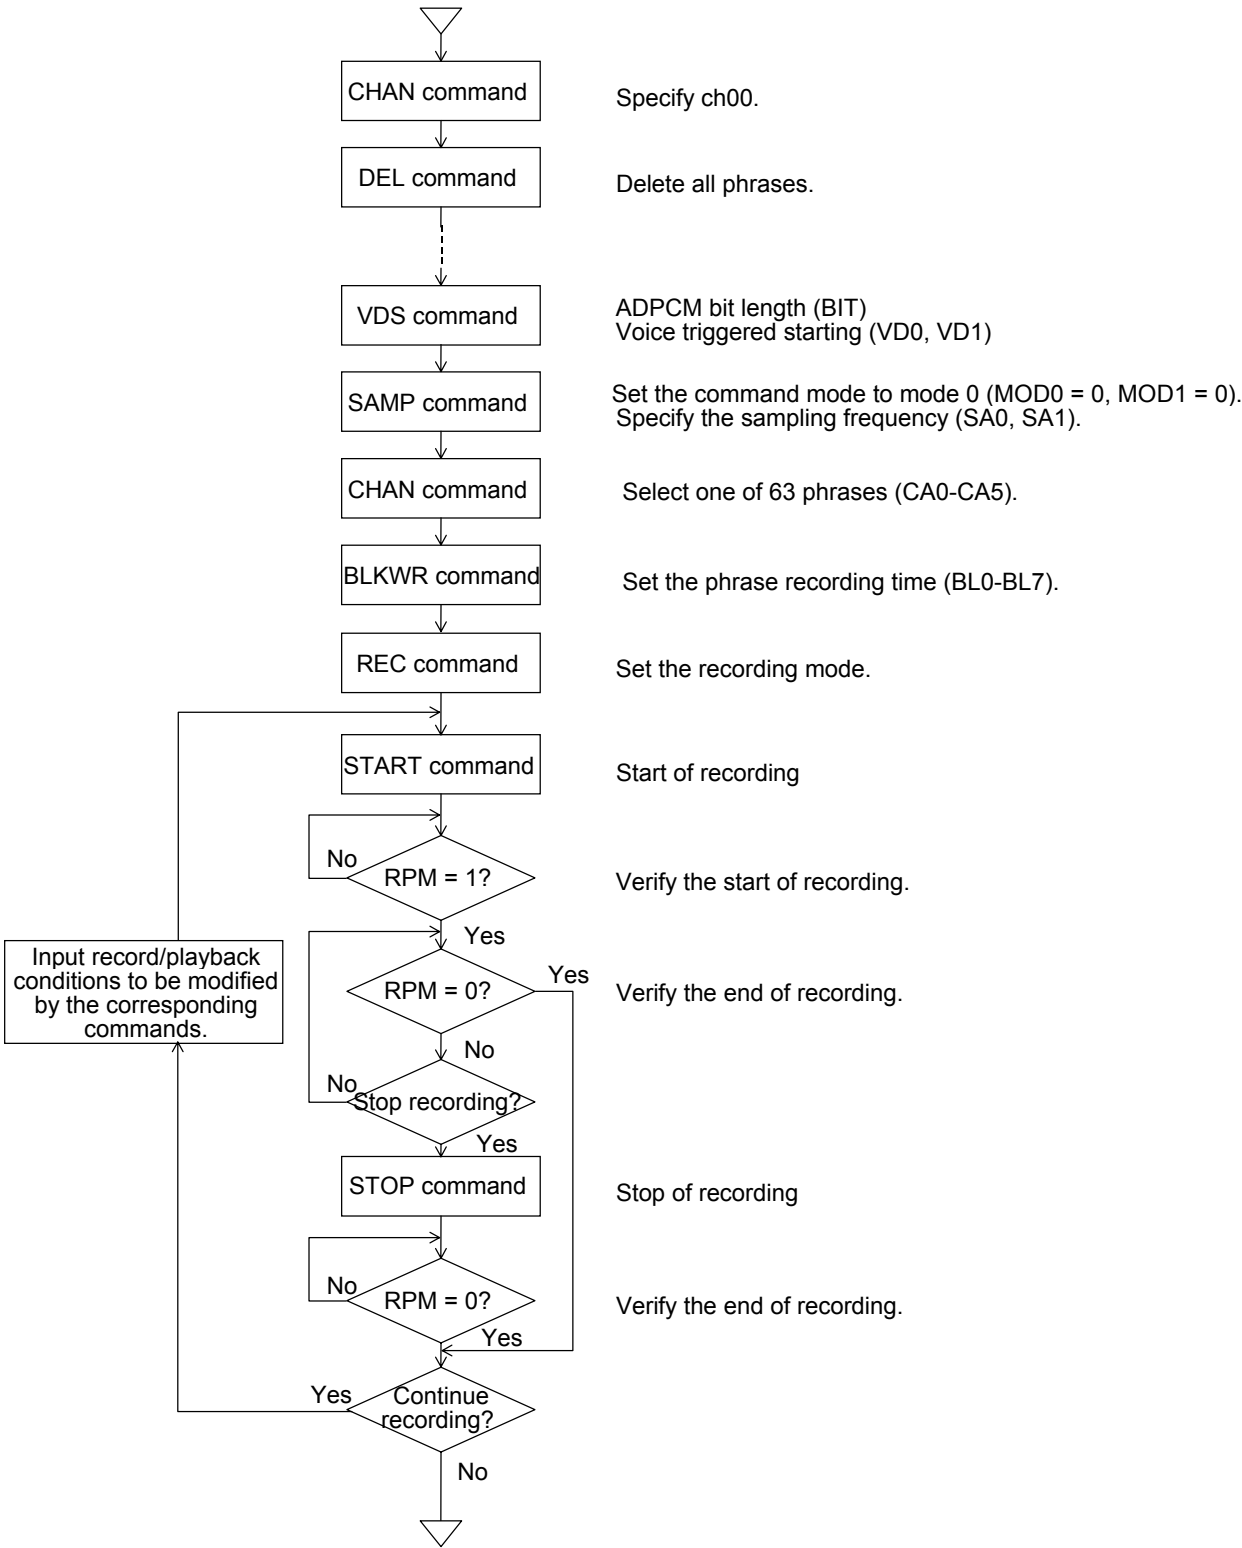 CHAN command
Specify ch00.
DEL command
Delete all phrases.
VDS command
ADPCM bit length (BIT)
Voice triggered starting (VD0, VD1)
SAMP command
Set the command mode to mode 0 (MOD0 = 0, MOD1 = 0).
Specify the sampling frequency (SA0, SA1).
CHAN command
Select one of 63 phrases (CA0-CA5).
BLKWR command
Set the phrase recording time (BL0-BL7).
REC command
Set the recording mode.
START command
Start of recording
No
RPM = 1?
Verify the start of recording.
Yes
Input record/playback
conditions to be modified
by the corresponding
commands.
RPM = 0?
Yes
Verify the end of recording.
No
No
Stop recording?
Yes
STOP command
Stop of recording
No
RPM = 0?
Verify the end of recording.
Yes
Yes
Continue
recording?
No